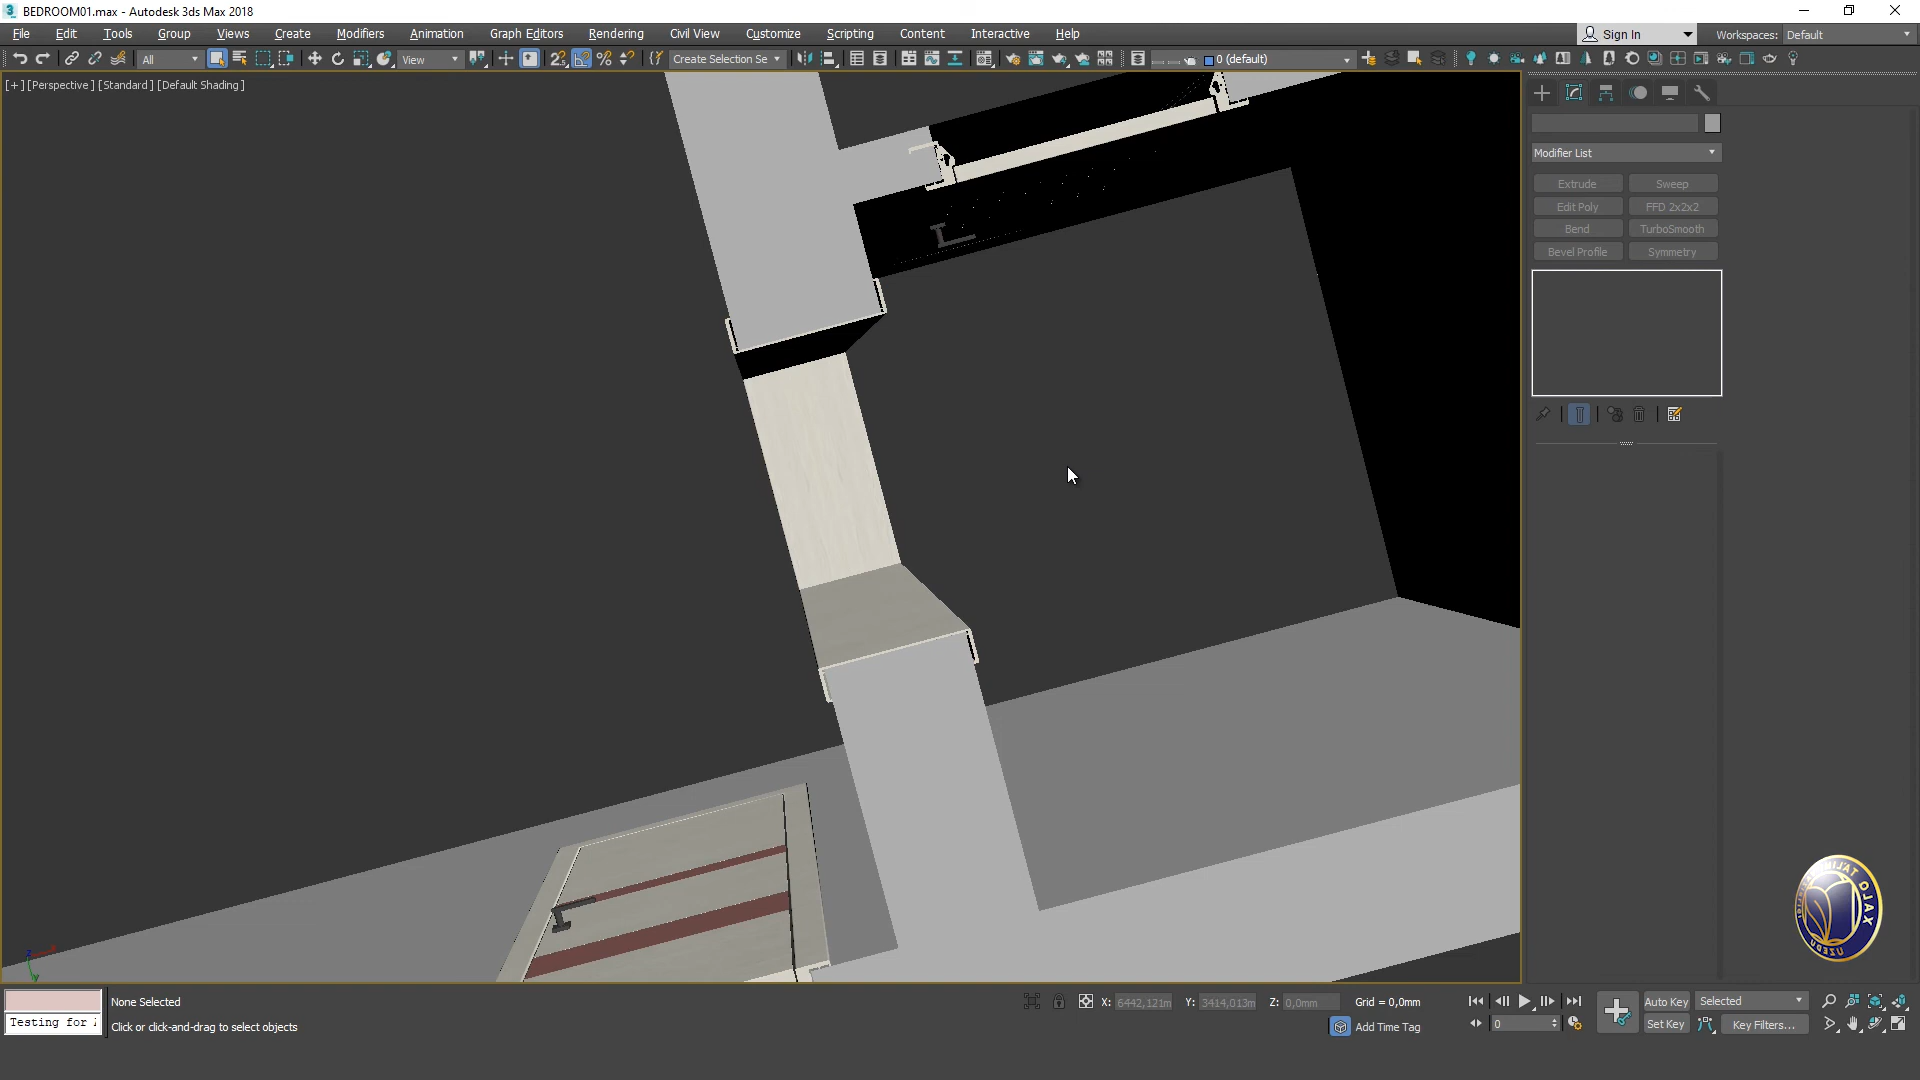 BEDROOM01.max - Autodesk 3ds Max 2018
File Edit Tools Group Views Create Modifiers Animation Graph Editors Rendering Civil View Customize Scripting Content Interactive Help
Sign In Workspaces: Default
All View Create Selection Se 0 (default)
[+] [Perspective ] [Standard ] [Default Shading ]
Modifier List
Extrude Sweep
Edit Poly FFD 2x2x2
Bend TurboSmooth
Bevel Profile Symmetry
None Selected
X: 6442,121m Y: 3414,013m Z: 0,0mm Grid = 0,0mm
Auto Key Selected
Testing for
Click or click-and-drag to select objects
Add Time Tag
0
Set Key Key Filters...